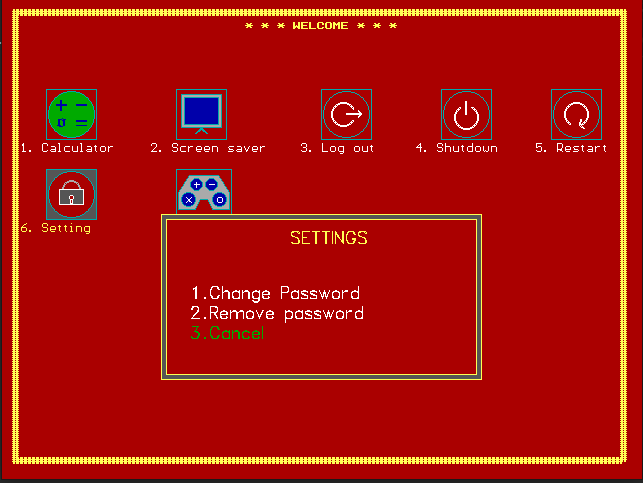 * * * WELCOME * * *
1. Calculator 2. Screen saver 3. Log out 4. Shutdown 5. Restart
6. Setting
SETTINGS
1.Change Password
2.Remove password
3.Cancel